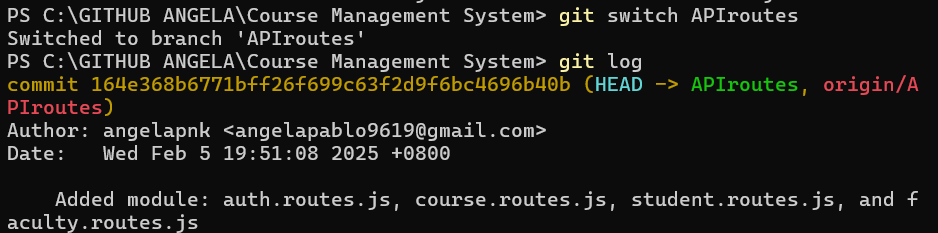 PS C:\GITHUB ANGELA\Course Management System> git switch APIroutes
Switched to branch 'APIroutes'
PS C:\GITHUB ANGELA\Course Management System> git log
commit 164e368b6771bff26f699c63f2d9f6bc4696b40b (HEAD -> APIroutes, origin/A
PIroutes)
Author: angelapnk <angelapablo9619@gmail.com>
Date:   Wed Feb 5 19:51:08 2025 +0800
    Added module: auth.routes.js, course.routes.js, student.routes.js, and f
aculty.routes.js